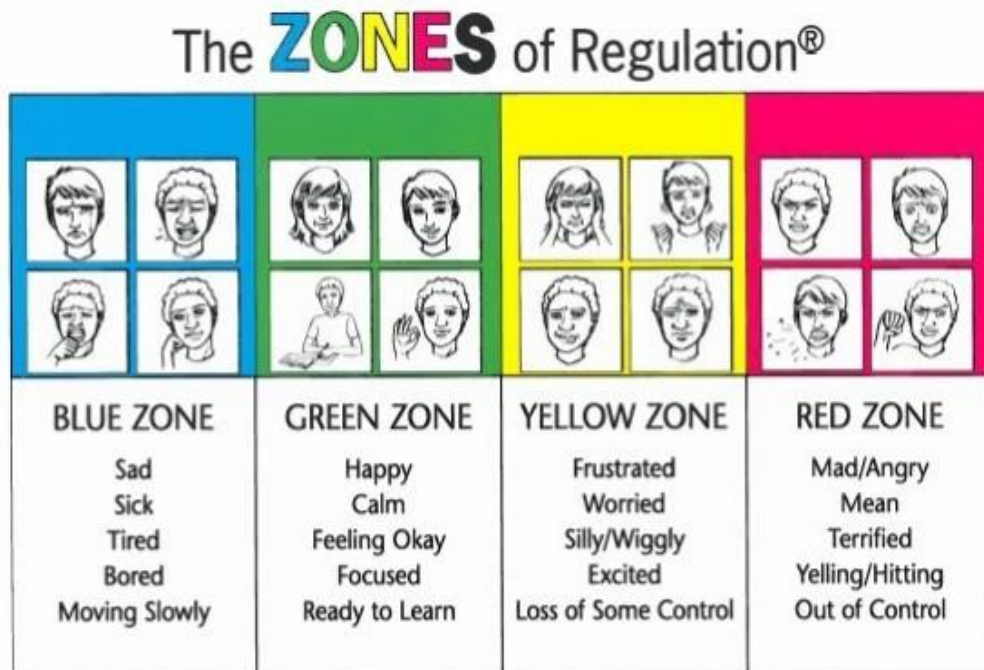 The ZONES of Regulation®
BLUE ZONE
Sad
Sick
Tired
Bored
Moving Slowly
GREEN ZONE
Happy
Calm
Feeling Okay
Focused
Ready to Learn
YELLOW ZONE
Frustrated
Worried
Silly/Wiggly
Excited
Loss of Some Control
RED ZONE
Mad/Angry
Mean
Terrified
Yelling/Hitting
Out of Control